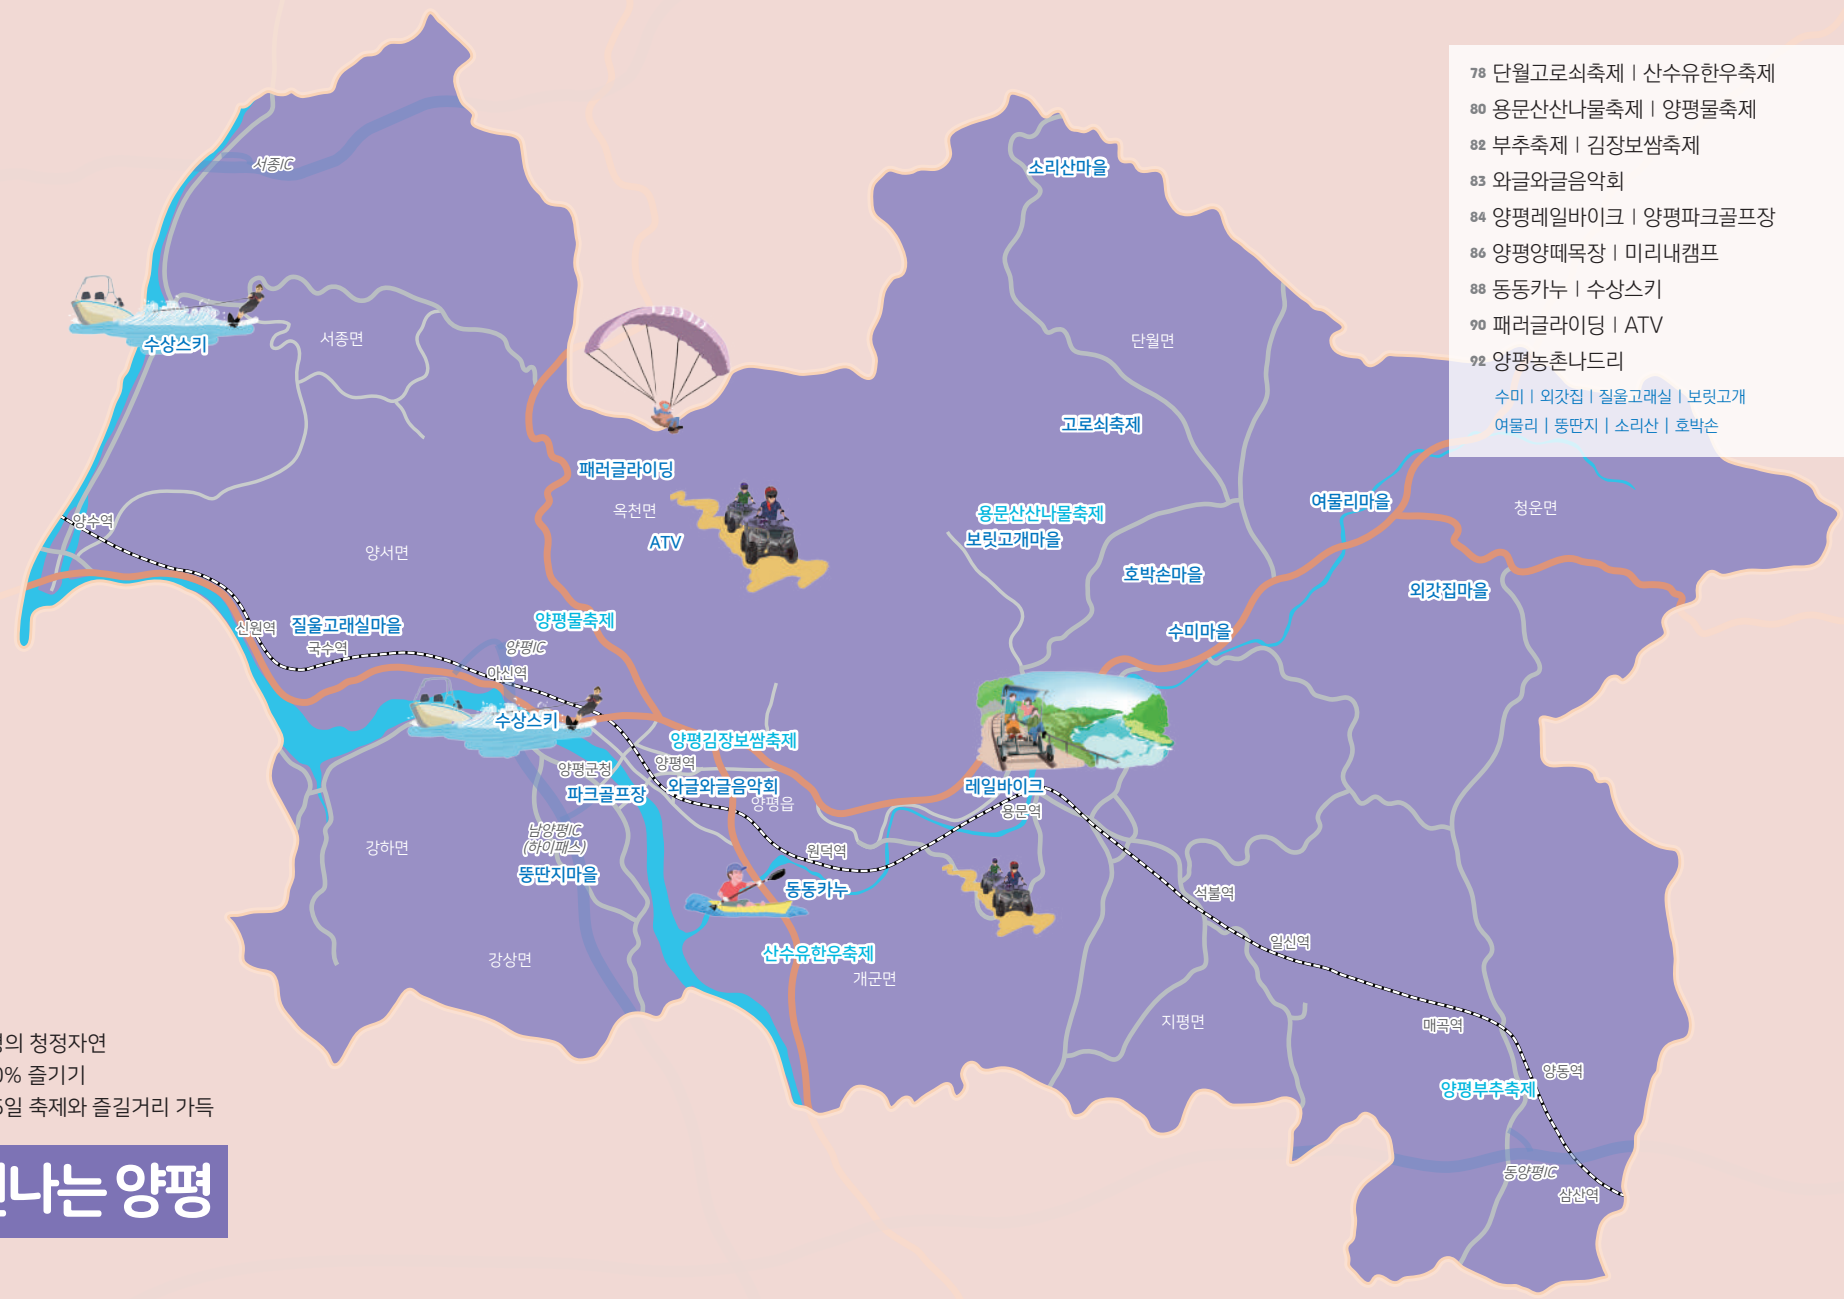 78 단월고로쇠축제 | 산수유한우축제
80 용문산산나물축제 | 양평물축제
82 부추축제 | 김장보쌈축제
83 와글와글음악회
84 양평레일바이크 | 양평파크골프장
86 양평양떼목장 | 미리내캠프
88 동동카누 | 수상스키
90 패러글라이딩 | ATV
92 양평농촌나드리
수미 | 외갓집 | 질울고래실 | 보릿고개
여물리 | 뚱딴지 | 소리산 | 호박손
서종IC
소리산마을
수상스키
서종면
단월면
고로쇠축제
패러글라이딩
옥천면
ATV
용문산산나물축제
보릿고개마을
여물리마을
청운면
양수역
양서면
호박손마을
외갓집마을
신원역
질울고래실마을
국수역
양평물축제
양평IC
아신역
수미마을
수상스키
양평김장보쌈축제
양평군청
양평역
파크골프장
와글와글음악회
양평읍
레일바이크
용문역
남양평IC
(하이패스)
강하면
원덕역
뚱딴지마을
동동카누
석불역
강상면
산수유한우축제
개군면
일신역
지평면
매곡역
양동역
양평부추축제
동양평IC
삼산역
의 청정자연
0% 즐기기
일 축제와 즐길거리 가득
나는 양평